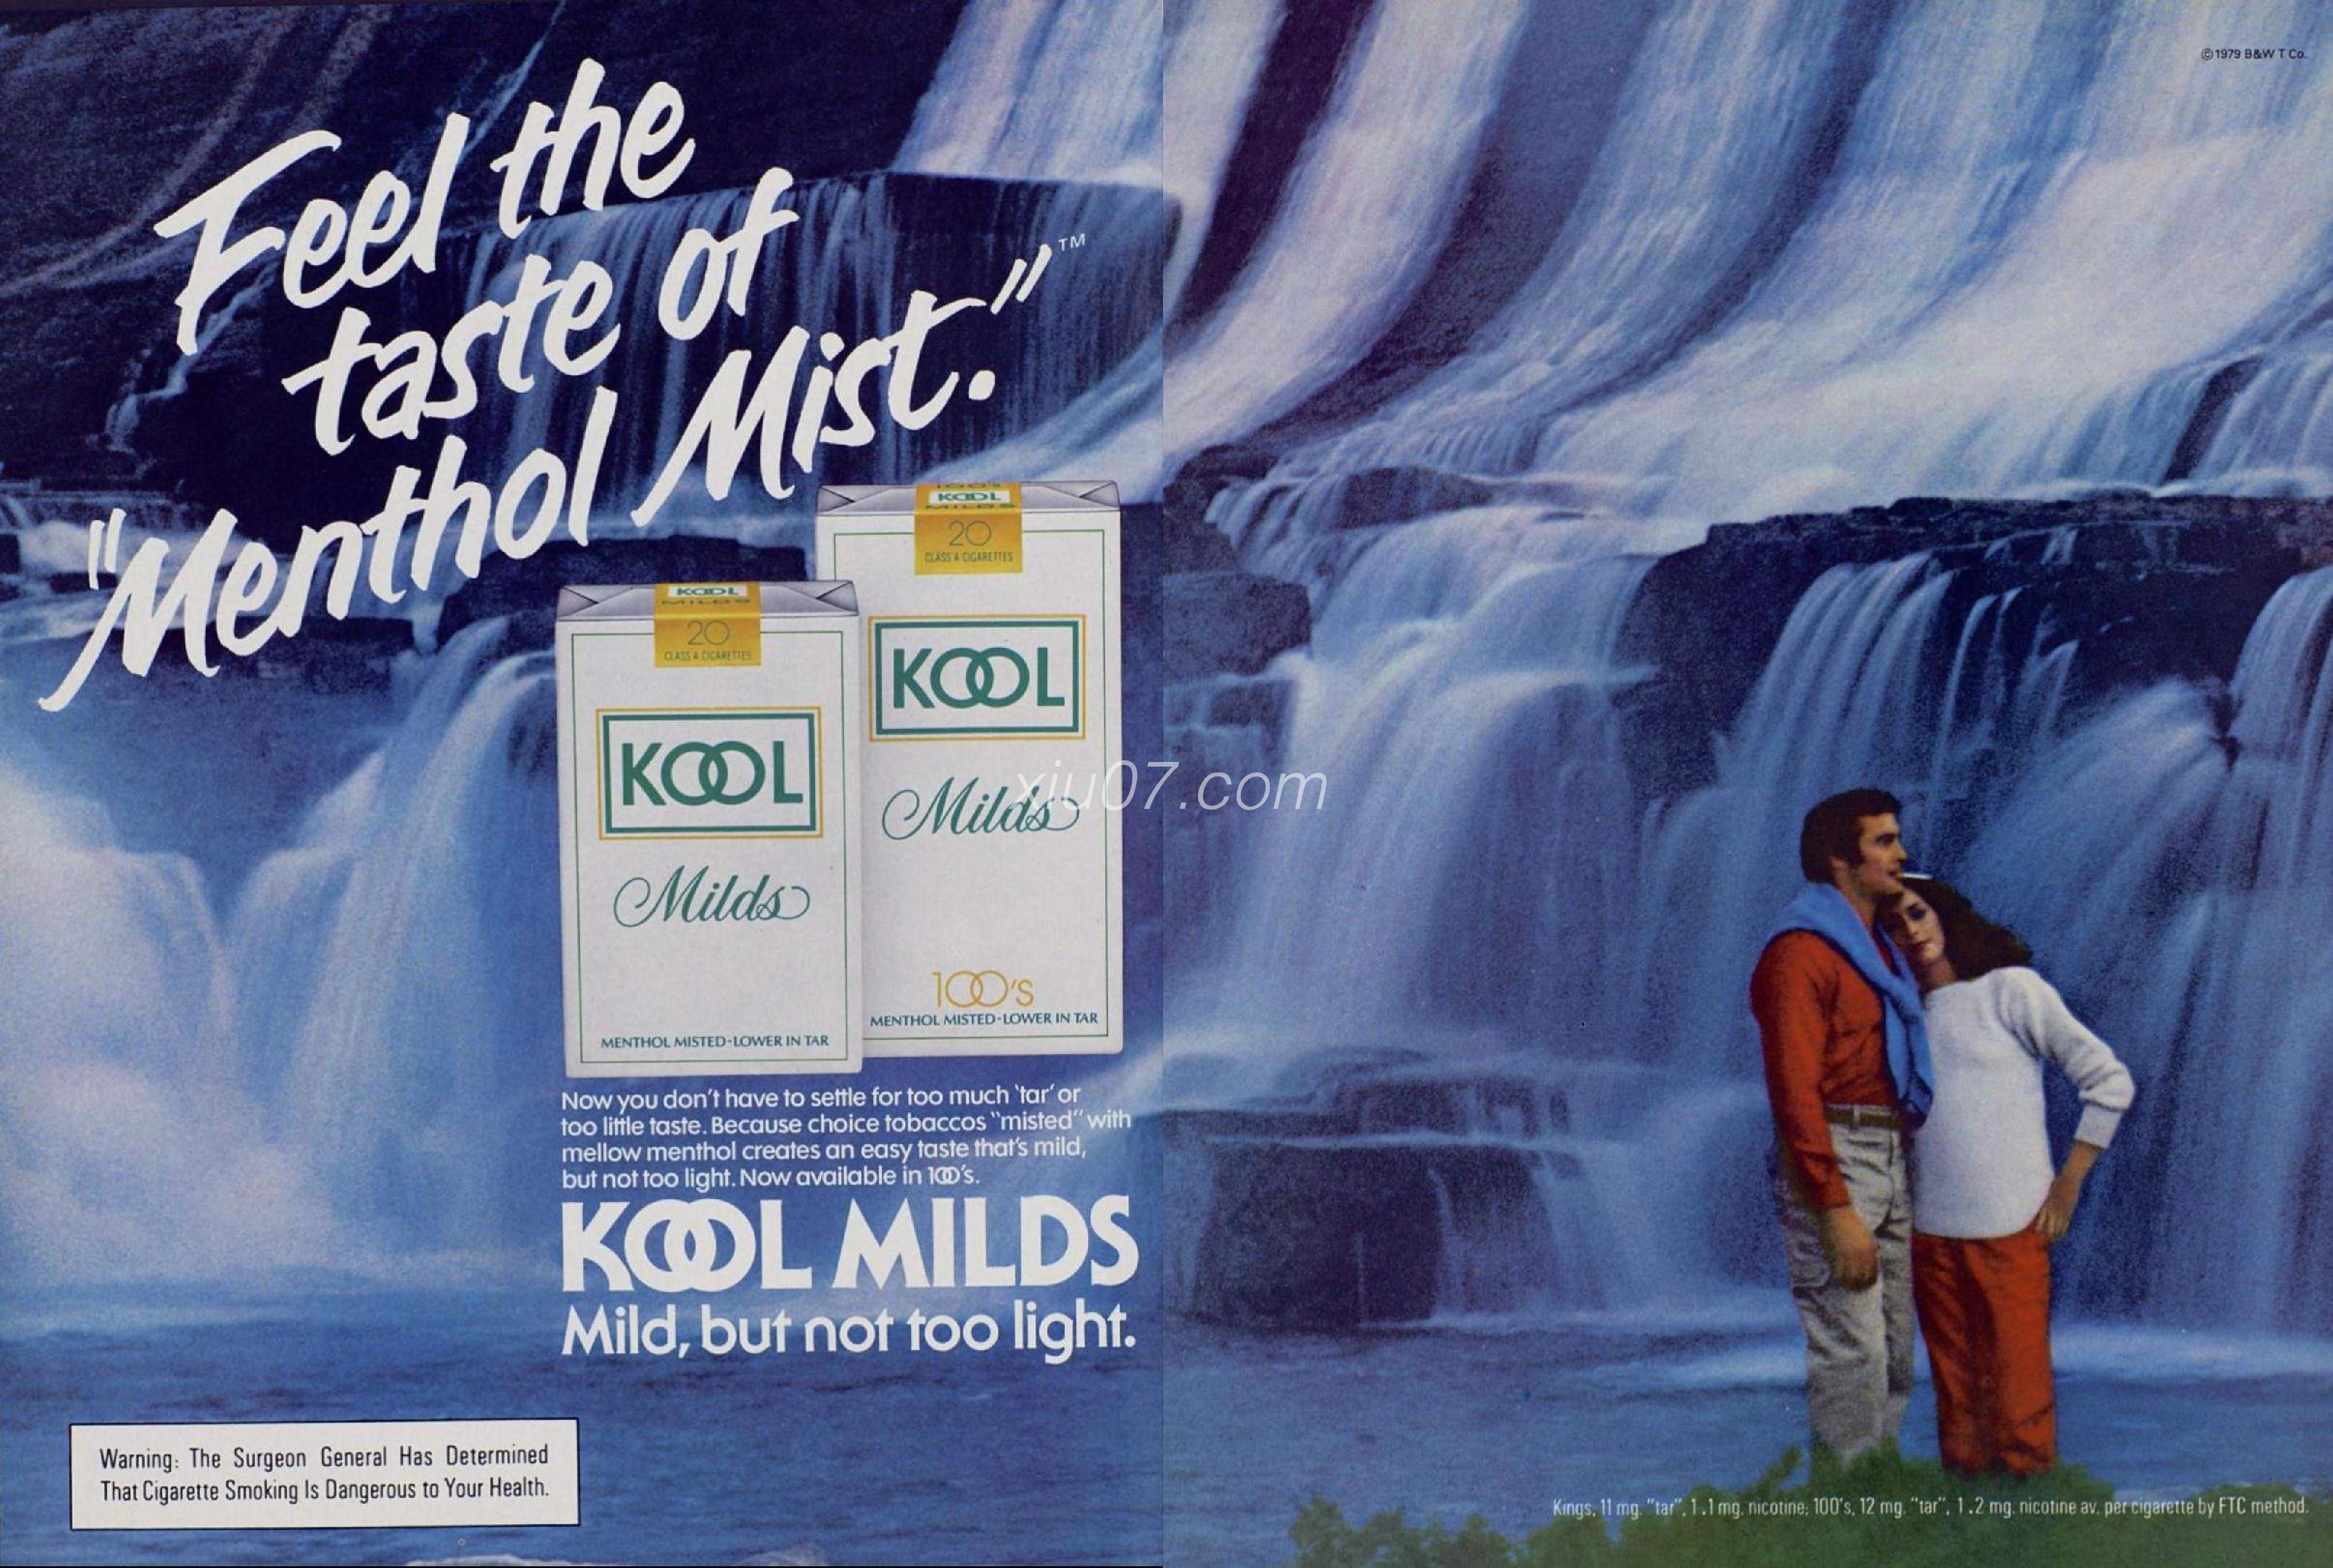 Feel the
taste of
"Menthol Mist."™
100's
KOOL
MILDS
20
CLASS A CIGARETTES
KOOL
Milds
100's
MENTHOL MISTED-LOWER IN TAR
KOOL
MILDS
20
CLASS A CIGARETTES
KOOL
Milds
MENTHOL MISTED-LOWER IN TAR
Now you don't have to settle for too much 'tar' or
too little taste. Because choice tobaccos "misted" with
mellow menthol creates an easy taste that's mild,
but not too light. Now available in 100's.
KOOL MILDS
Mild, but not too light.
Warning: The Surgeon General Has Determined
That Cigarette Smoking Is Dangerous to Your Health.
xju07.com
©1979 B&W T Co.
Kings, 11 mg. "tar", 1.1 mg. nicotine; 100's, 12 mg. "tar", 1.2 mg. nicotine av. per cigarette by FTC method.